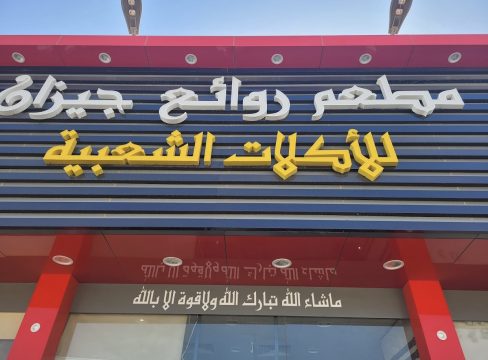 مطعم روائع جيزان
للأكلات الشعبية
ماشاء الله تبارك الله ولاقوة الا بالله